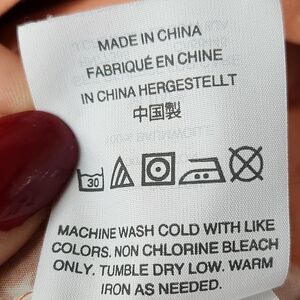 MADE IN CHINA
FABRIQUÉ EN CHINE
IN CHINA HERGESTELLT
中国製
30
MACHINE WASH COLD WITH LIKE
COLORS. NON CHLORINE BLEACH
ONLY. TUMBLE DRY LOW. WARM
IRON AS NEEDED.